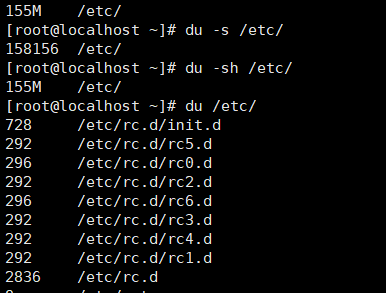 155M    /etc/
[root@localhost ~]# du -s /etc/
158156  /etc/
[root@localhost ~]# du -sh /etc/
155M    /etc/
[root@localhost ~]# du /etc/
728     /etc/rc.d/init.d
292     /etc/rc.d/rc5.d
296     /etc/rc.d/rc0.d
292     /etc/rc.d/rc2.d
296     /etc/rc.d/rc6.d
292     /etc/rc.d/rc3.d
292     /etc/rc.d/rc4.d
292     /etc/rc.d/rc1.d
2836    /etc/rc.d